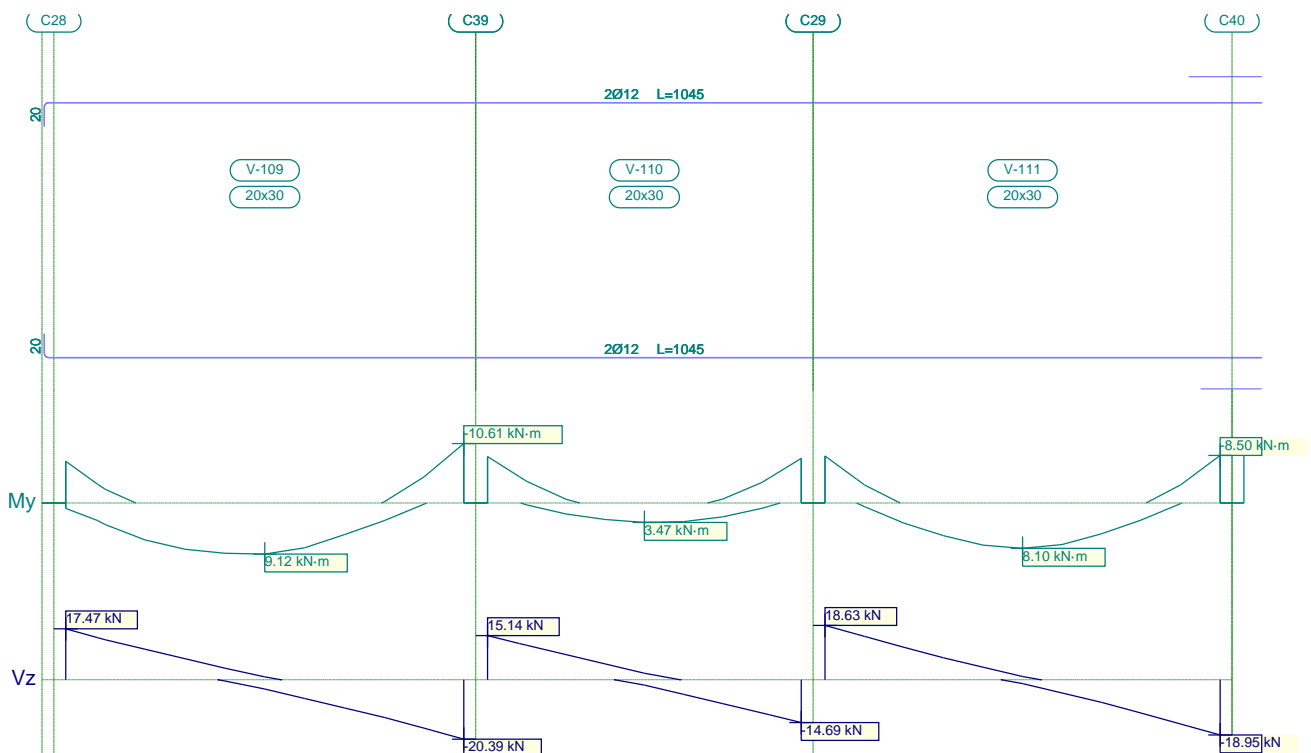 C28 C39 C29 C40
2Ø12 L=1045
20
V-109 V-110 V-111
20x30 20x30 20x30
20
2Ø12 L=1045
-10.61 kN·m
-8.50 kN·m
My
3.47 kN·m
9.12 kN·m
8.10 kN·m
17.47 kN
15.14 kN
18.63 kN
Vz
-14.69 kN
-20.39 kN
-18.95 kN